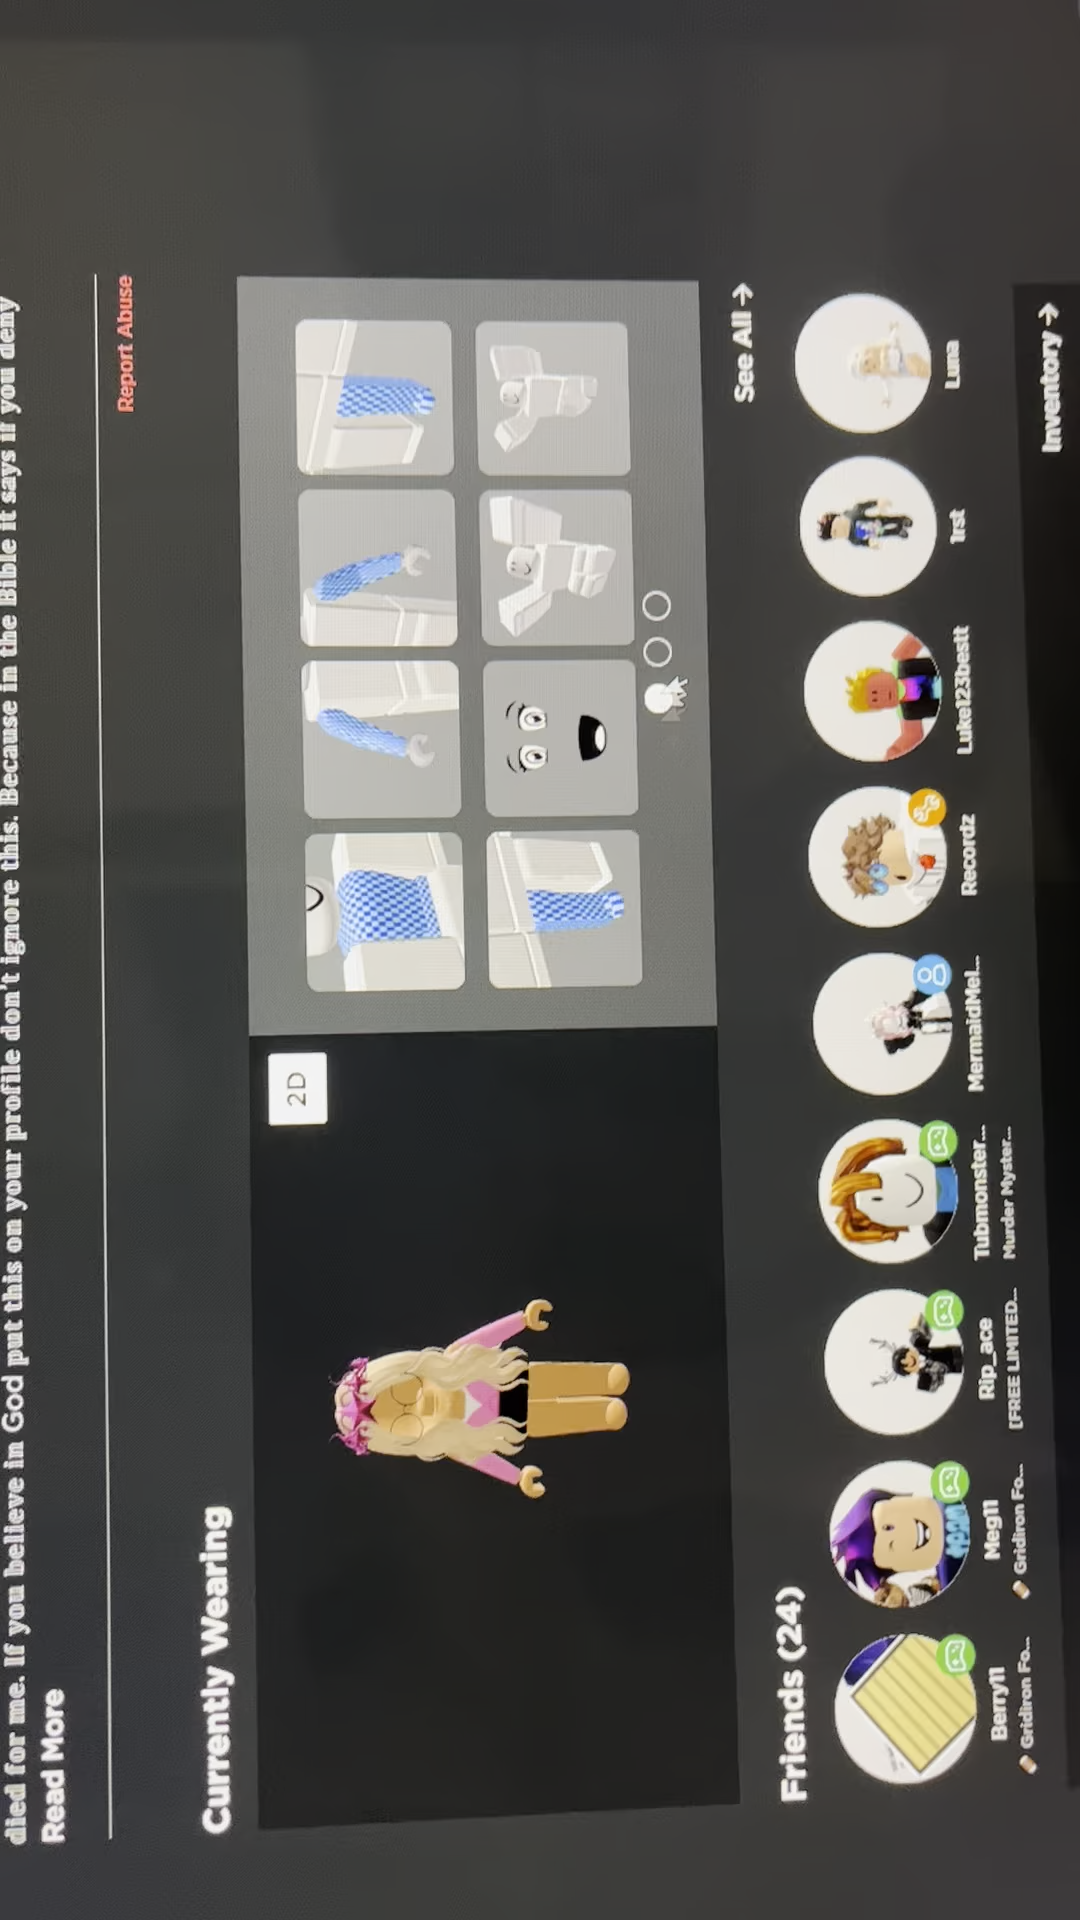 died for me. If you believe in God put this on your profile don't ignore this. Because in the Bible it says if you deny
Read More
Report Abuse
Currently Wearing
2D
Friends (24)
See All →
Berry11
Gridiron Fo...
Meg11
Gridiron Fo...
Rip_ace
[FREE LIMITED...
Tubmonster...
Murder Myster...
MermaidMel...
Recordz
Luke123bestt
1rst
Luna
Inventory →